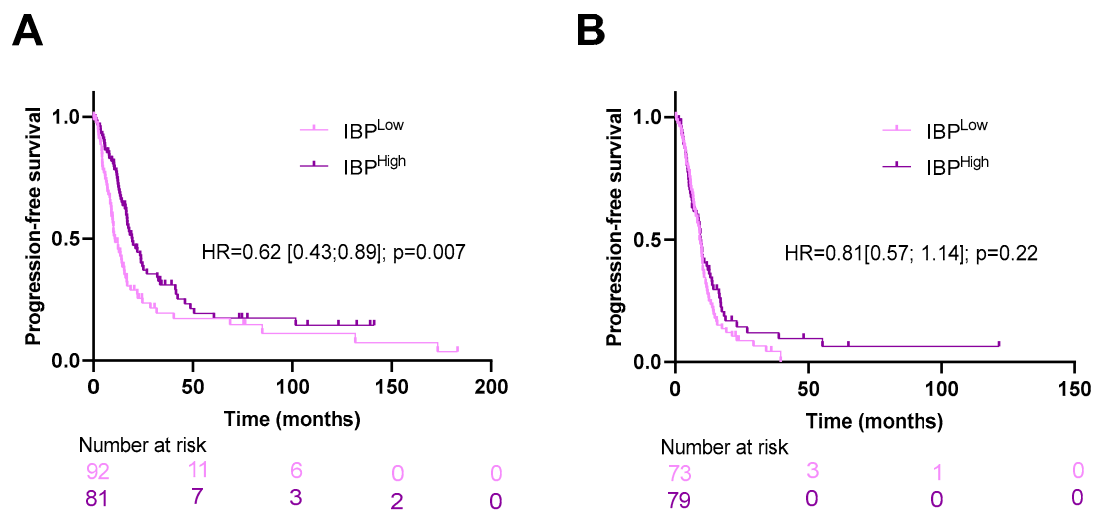 A
B
Progression-free survival
1.0
0.5
0.0
0
50
100
150
200
Time (months)
IBPLow
IBPHigh
HR=0.62 [0.43;0.89]; p=0.007
Number at risk
92 11 6 0 0
81 7 3 2 0
Progression-free survival
1.0
0.5
0.0
0
50
100
150
Time (months)
IBPLow
IBPHigh
HR=0.81[0.57; 1.14]; p=0.22
Number at risk
73 3 1 0
79 0 0 0